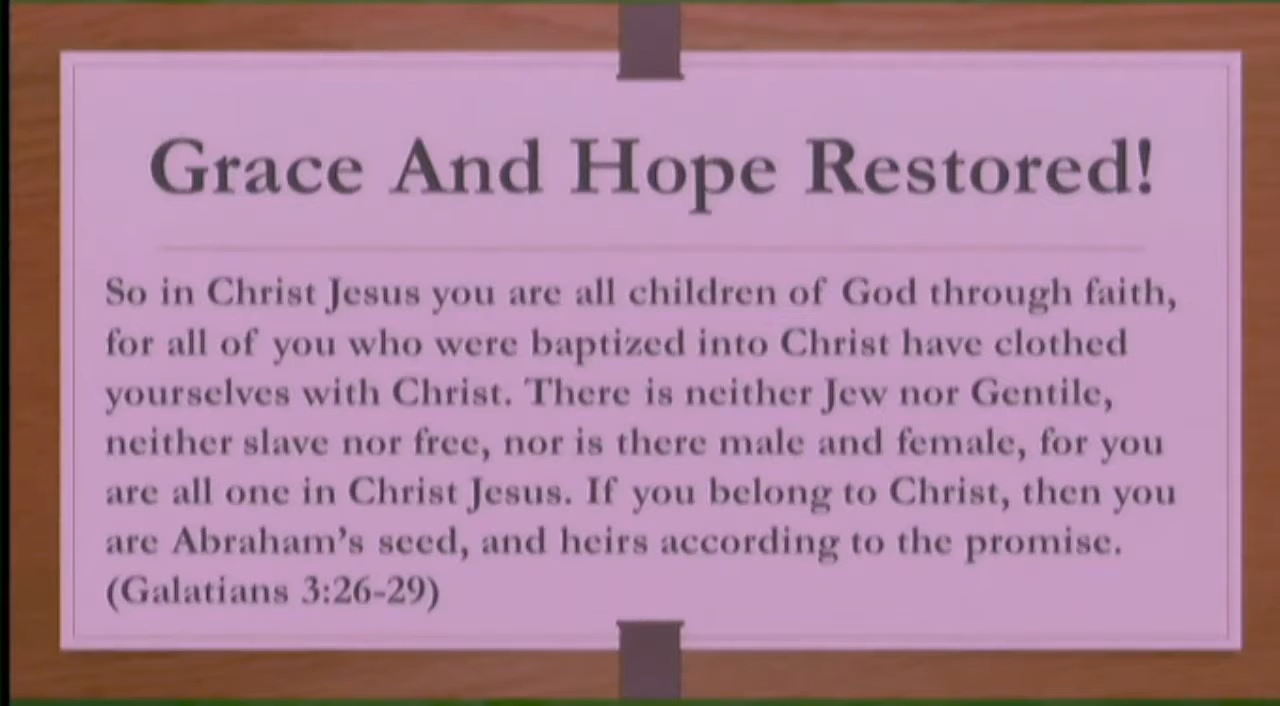 Grace And Hope Restored!
So in Christ Jesus you are all children of God through faith,
for all of you who were baptized into Christ have clothed
yourselves with Christ. There is neither Jew nor Gentile,
neither slave nor free, nor is there male and female, for you
are all one in Christ Jesus. If you belong to Christ, then you
are Abraham’s seed, and heirs according to the promise.
(Galatians 3:26-29)